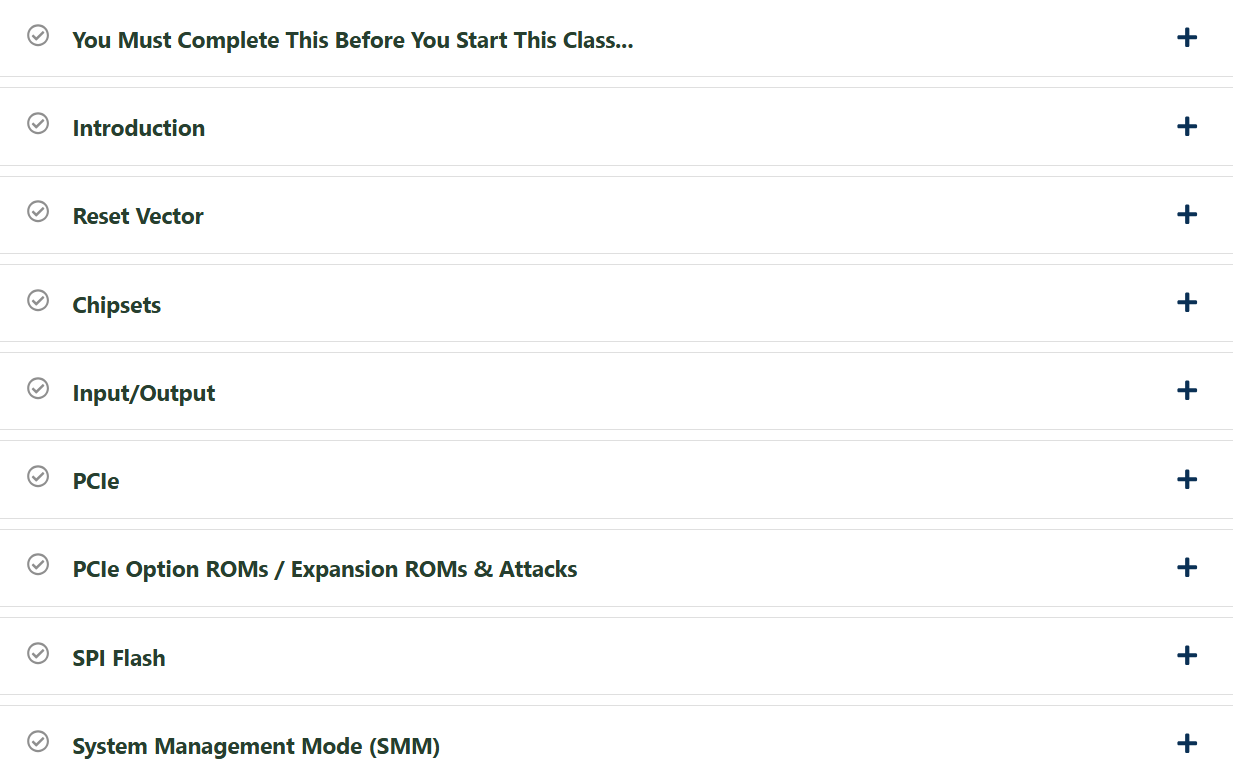 You Must Complete This Before You Start This Class...
Introduction
Reset Vector
Chipsets
Input/Output
PCIe
PCIe Option ROMs / Expansion ROMs & Attacks
SPI Flash
System Management Mode (SMM)